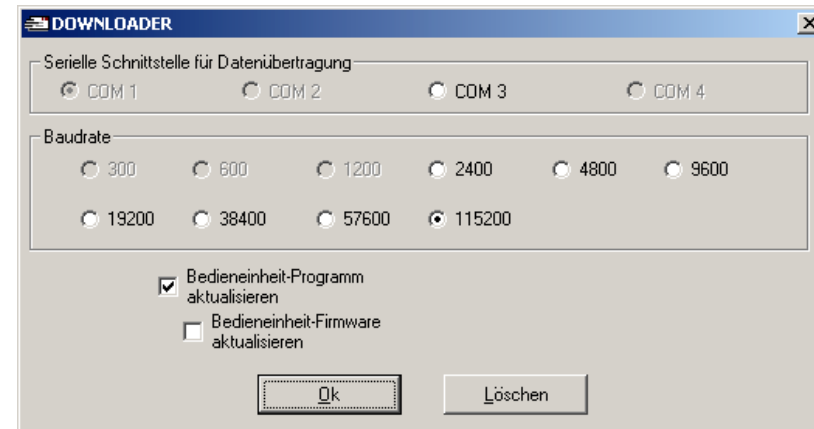 DOWNLOADER
Serielle Schnittstelle für Datenübertragung
COM 1 COM 2 COM 3 COM 4
Baudrate
300 600 1200 2400 4800 9600
19200 38400 57600 115200
Bedieneinheit-Programm
aktualisieren
Bedieneinheit-Firmware
aktualisieren
Ok Löschen